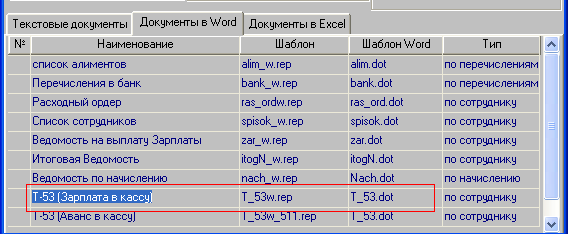 Текстовые документы Документы в Word Документы в Excel
№ Наименование Шаблон Шаблон Word Тип
список алиментов alim_w.rep alim.dot по перечислениям
Перечисления в банк bank_w.rep bank.dot по перечислениям
Расходный ордер ras_ordw.rep ras_ord.dot по сотруднику
Список сотрудников spisok_w.rep spisok.dot по сотруднику
Ведомость на выплату Зарплаты zar_w.rep zar.dot по сотруднику
Итоговая Ведомость itogN_w.rep itogN.dot по сотруднику
Ведомость по начислению nach_w.rep Nach.dot по начислению
Т-53 (Зарплата в кассу) T_53w.rep T_53.dot по сотруднику
Т-53 (Аванс в кассу) T_53w_511.rep T_53.dot по сотруднику